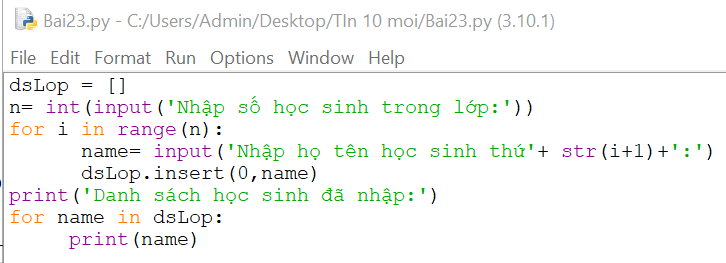 Bai23.py - C:/Users/Admin/Desktop/TIn 10 moi/Bai23.py (3.10.1)
File Edit Format Run Options Window Help
dsLop = []
n= int(input('Nhập số học sinh trong lớp:'))
for i in range(n):
      name= input('Nhập họ tên học sinh thứ'+ str(i+1)+':')
      dsLop.insert(0,name)
print('Danh sách học sinh đã nhập:')
for name in dsLop:
     print(name)